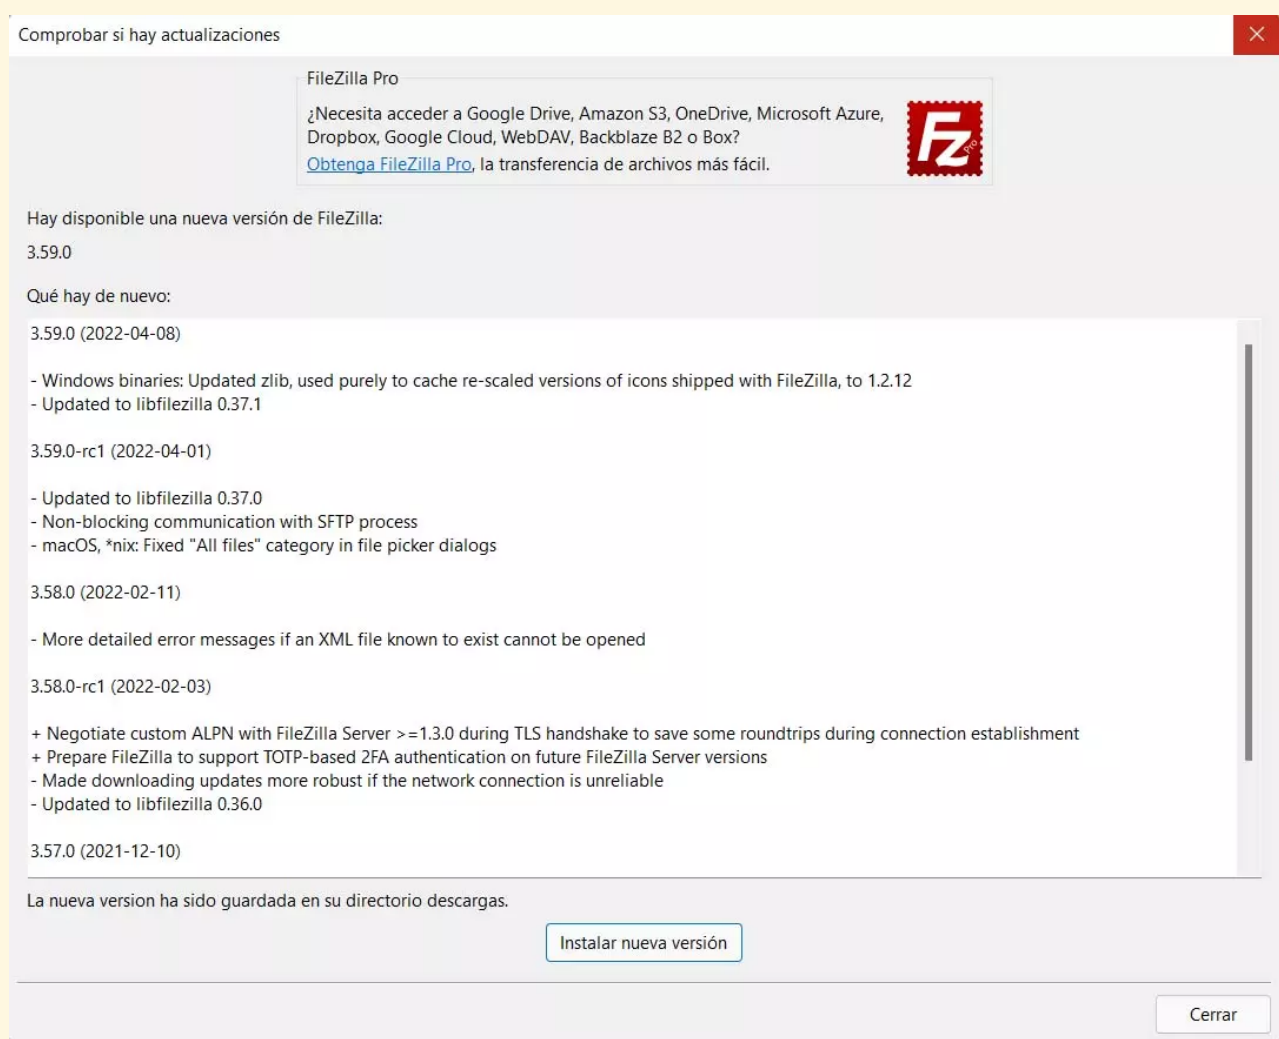 Comprobar si hay actualizaciones
FileZilla Pro
¿Necesita acceder a Google Drive, Amazon S3, OneDrive, Microsoft Azure,
Dropbox, Google Cloud, WebDAV, Backblaze B2 o Box?
Obtenga FileZilla Pro, la transferencia de archivos más fácil.
Fz Pro
Hay disponible una nueva versión de FileZilla:
3.59.0
Qué hay de nuevo:
3.59.0 (2022-04-08)
- Windows binaries: Updated zlib, used purely to cache re-scaled versions of icons shipped with FileZilla, to 1.2.12
- Updated to libfilezilla 0.37.1
3.59.0-rc1 (2022-04-01)
- Updated to libfilezilla 0.37.0
- Non-blocking communication with SFTP process
- macOS, *nix: Fixed "All files" category in file picker dialogs
3.58.0 (2022-02-11)
- More detailed error messages if an XML file known to exist cannot be opened
3.58.0-rc1 (2022-02-03)
+ Negotiate custom ALPN with FileZilla Server >=1.3.0 during TLS handshake to save some roundtrips during connection establishment
+ Prepare FileZilla to support TOTP-based 2FA authentication on future FileZilla Server versions
- Made downloading updates more robust if the network connection is unreliable
- Updated to libfilezilla 0.36.0
3.57.0 (2021-12-10)
La nueva version ha sido guardada en su directorio descargas.
Instalar nueva versión
Cerrar